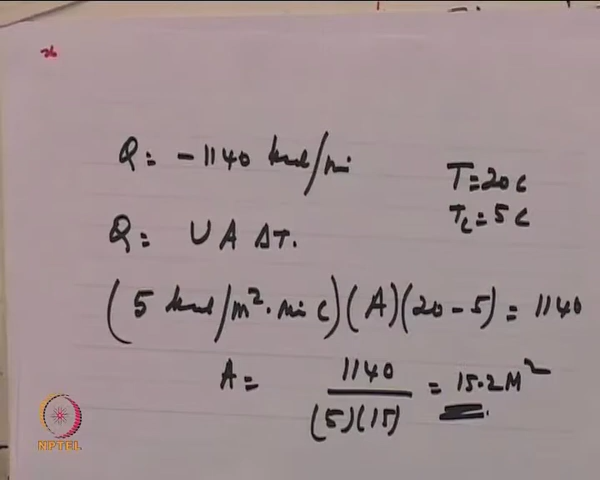 26
Q = - 1140 kcal/min
T = 20 C
Tc = 5 C
Q = U A ΔT.
(5 kcal/m²·min C)(A)(20 - 5) = 1140
A = 1140 / (5)(15) = 15.2 M²
NPTEL